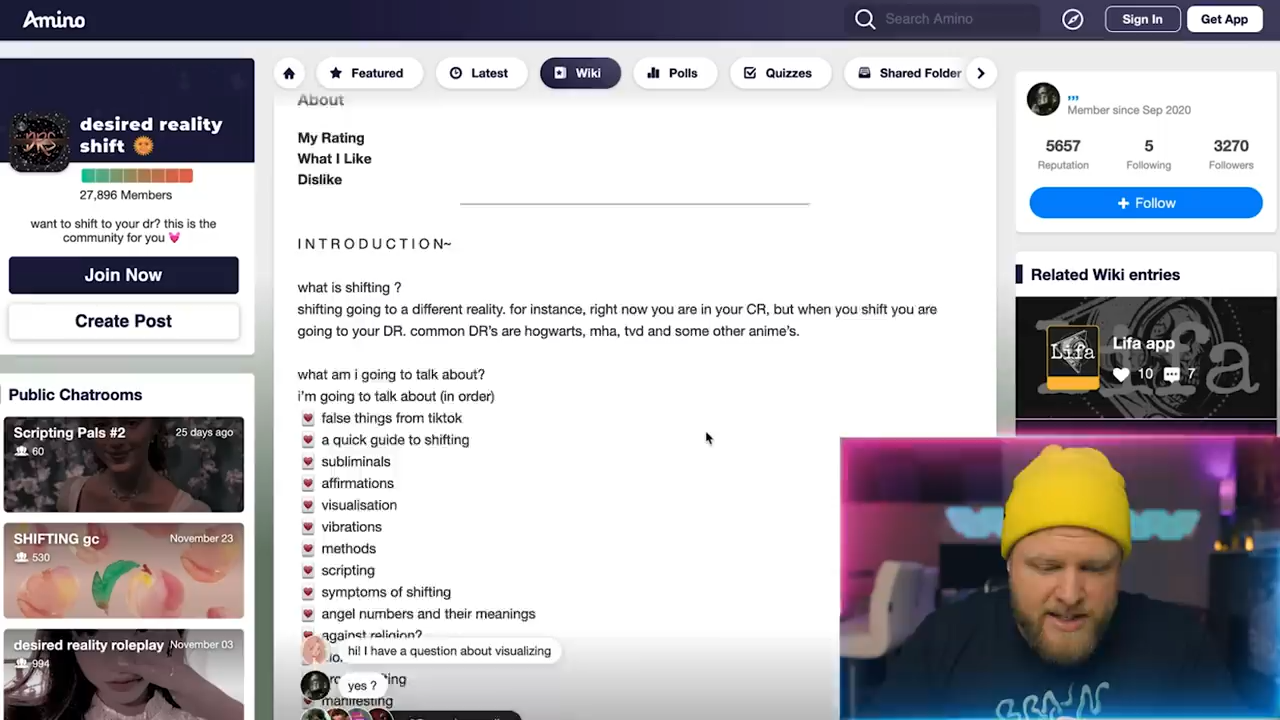 Amino
Search Amino
Sign In
Get App
desired reality
shift
27,896 Members
want to shift to your dr? this is the
community for you
Join Now
Create Post
Public Chatrooms
Scripting Pals #2
25 days ago
60
SHIFTING gc
November 23
530
desired reality roleplay
November 03
994
Featured
Latest
Wiki
Polls
Quizzes
Shared Folder
About
My Rating
What I Like
Dislike
I N T R O D U C T I O N~
what is shifting ?
shifting going to a different reality. for instance, right now you are in your CR, but when you shift you are
going to your DR. common DR's are hogwarts, mha, tvd and some other anime's.
what am i going to talk about?
i'm going to talk about (in order)
false things from tiktok
a quick guide to shifting
subliminals
affirmations
visualisation
vibrations
methods
scripting
symptoms of shifting
angel numbers and their meanings
against religion?
hi! I have a question about visualizing
yes ?
manifesting
,,,
Member since Sep 2020
5657
Reputation
5
Following
3270
Followers
+ Follow
Related Wiki entries
Lifa
Lifa app
10
7